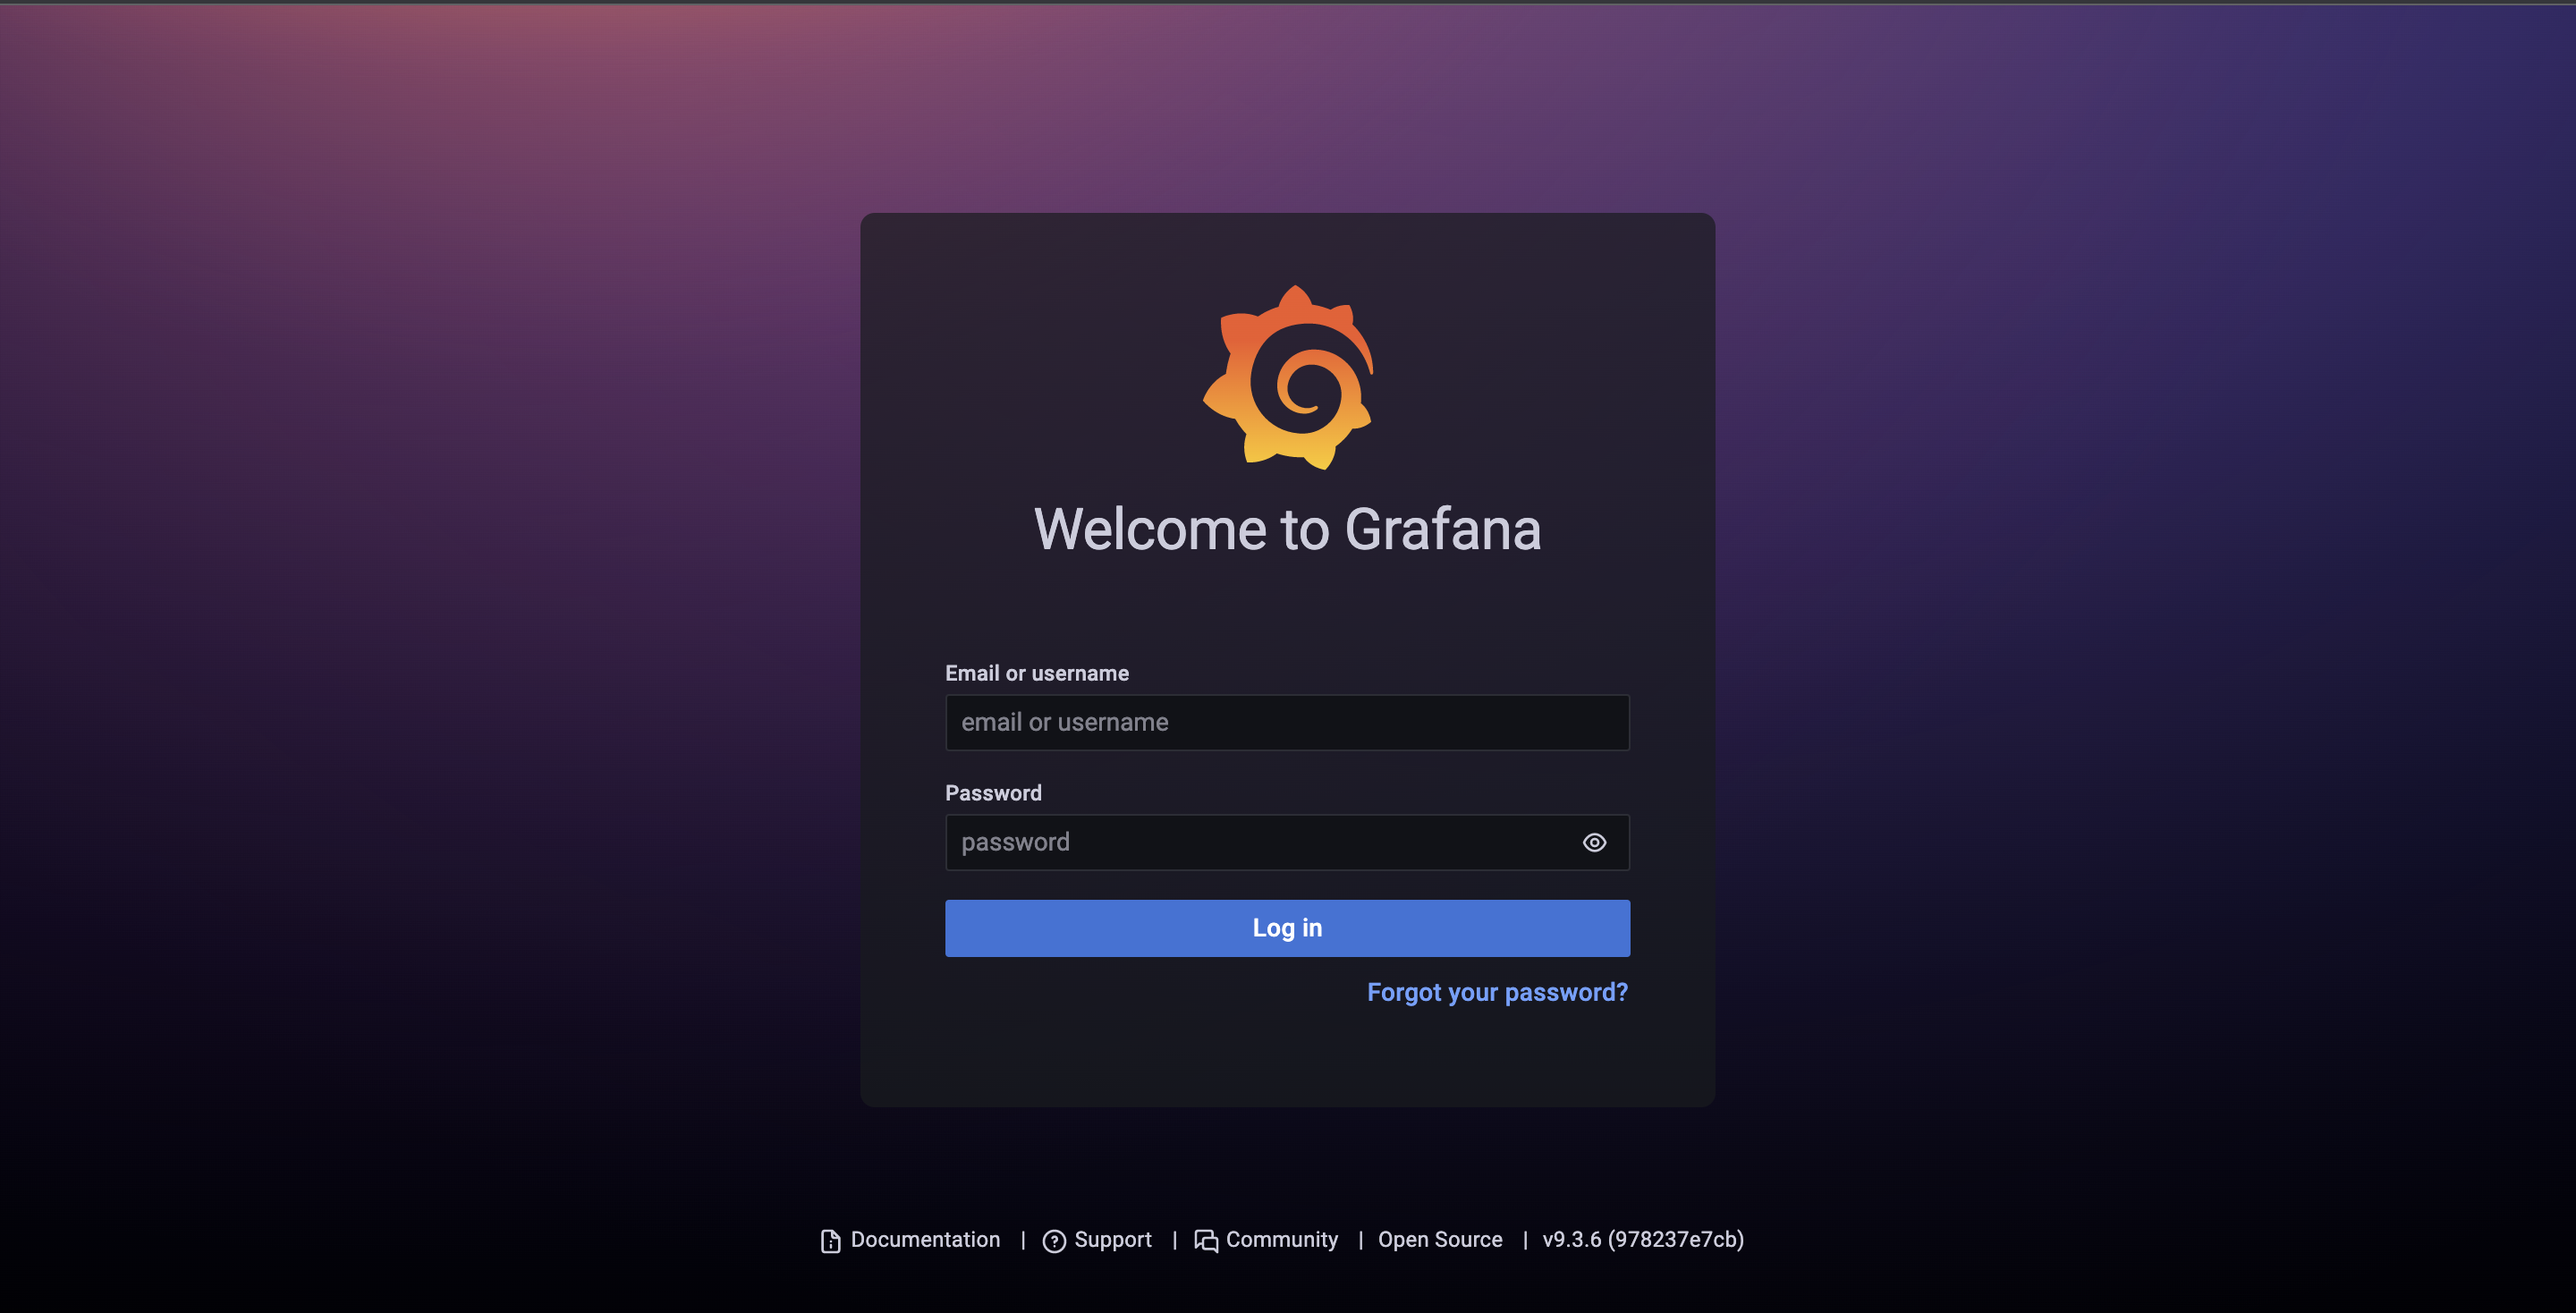 Welcome to Grafana
Email or username
email or username
Password
password
Log in
Forgot your password?
Documentation | Support | Community | Open Source | v9.3.6 (978237e7cb)